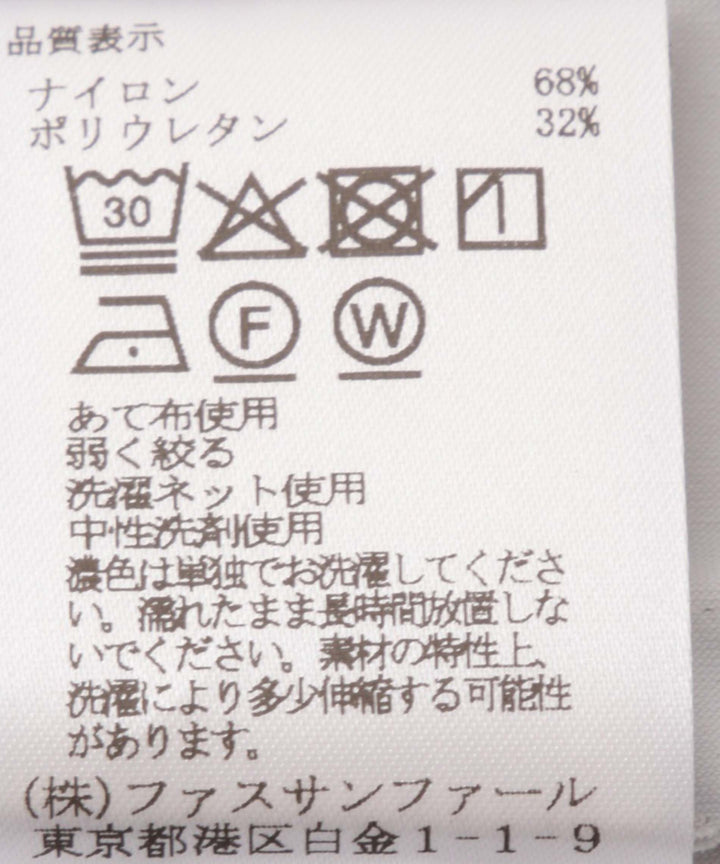 品質表示
ナイロン 68%
ポリウレタン 32%
30
F W
あて布使用
弱く絞る
洗濯ネット使用
中性洗剤使用
濃色は単独でお洗濯してくださ
い。濡れたまま長時間放置しな
いでください。素材の特性上、
洗濯により多少伸縮する可能性
があります。
(株)ファスサンファール
東京都港区白金1-1-9